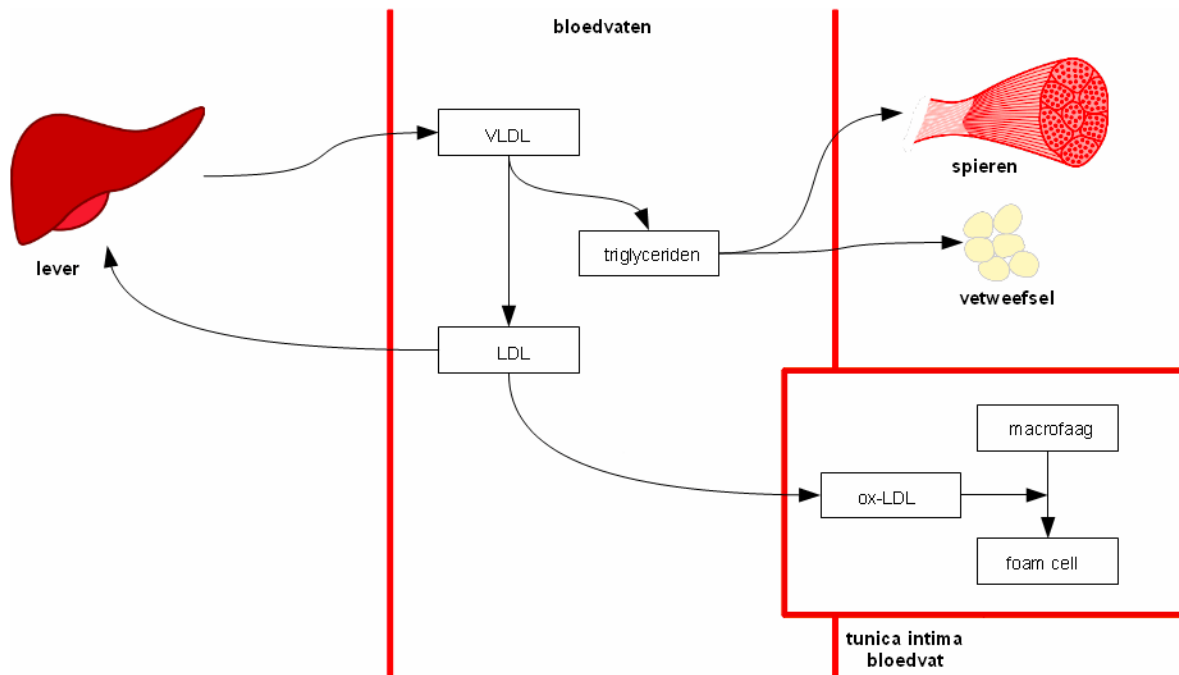 bloedvaten
VLDL
spieren
triglyceriden
lever
vetweefsel
LDL
macrofaag
ox-LDL
foam cell
tunica intima
bloedvat